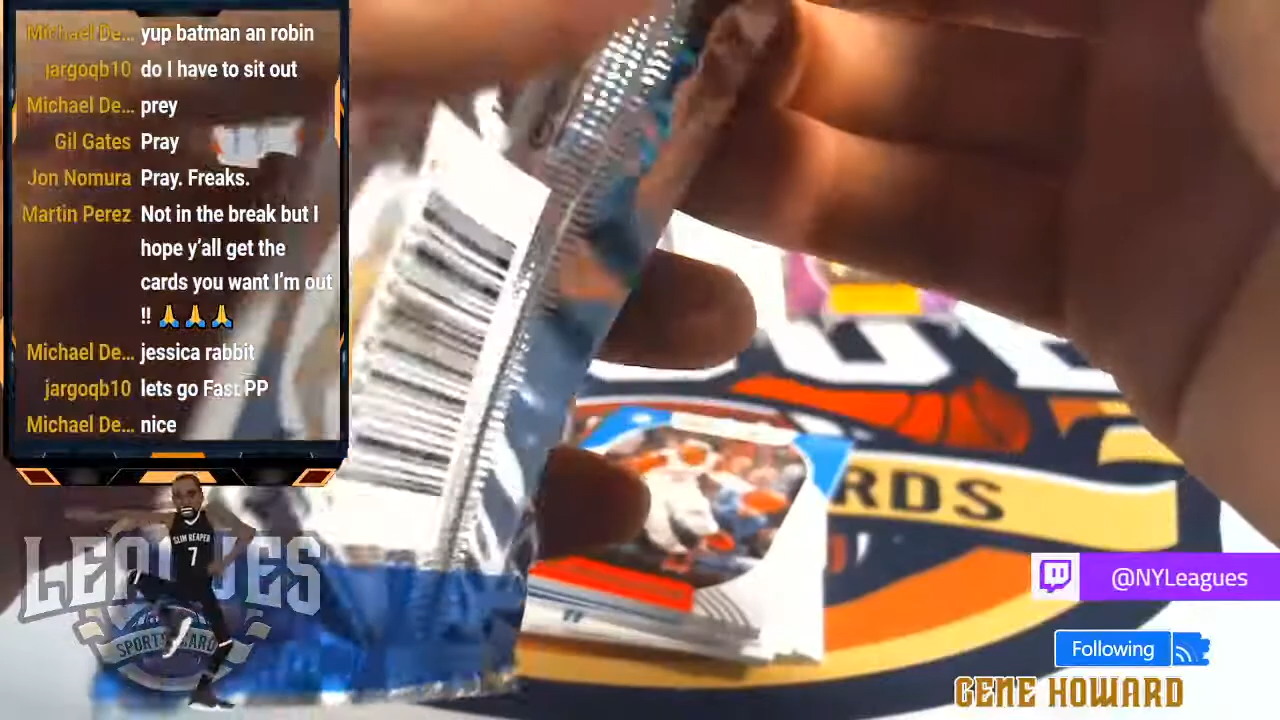 Michael De... yup batman an robin
jargoqb10 do I have to sit out
Michael De... prey
Gil Gates Pray
Jon Nomura Pray. Freaks.
Martin Perez Not in the break but I
hope y'all get the
cards you want I'm out
!! 🙏🙏🙏
Michael De... jessica rabbit
jargoqb10 lets go Fast PP
Michael De... nice
RDS
SLIM REAPER
7
LEAGUES
SPORTS CARD
@NYLeagues
Following
GENE HOWARD